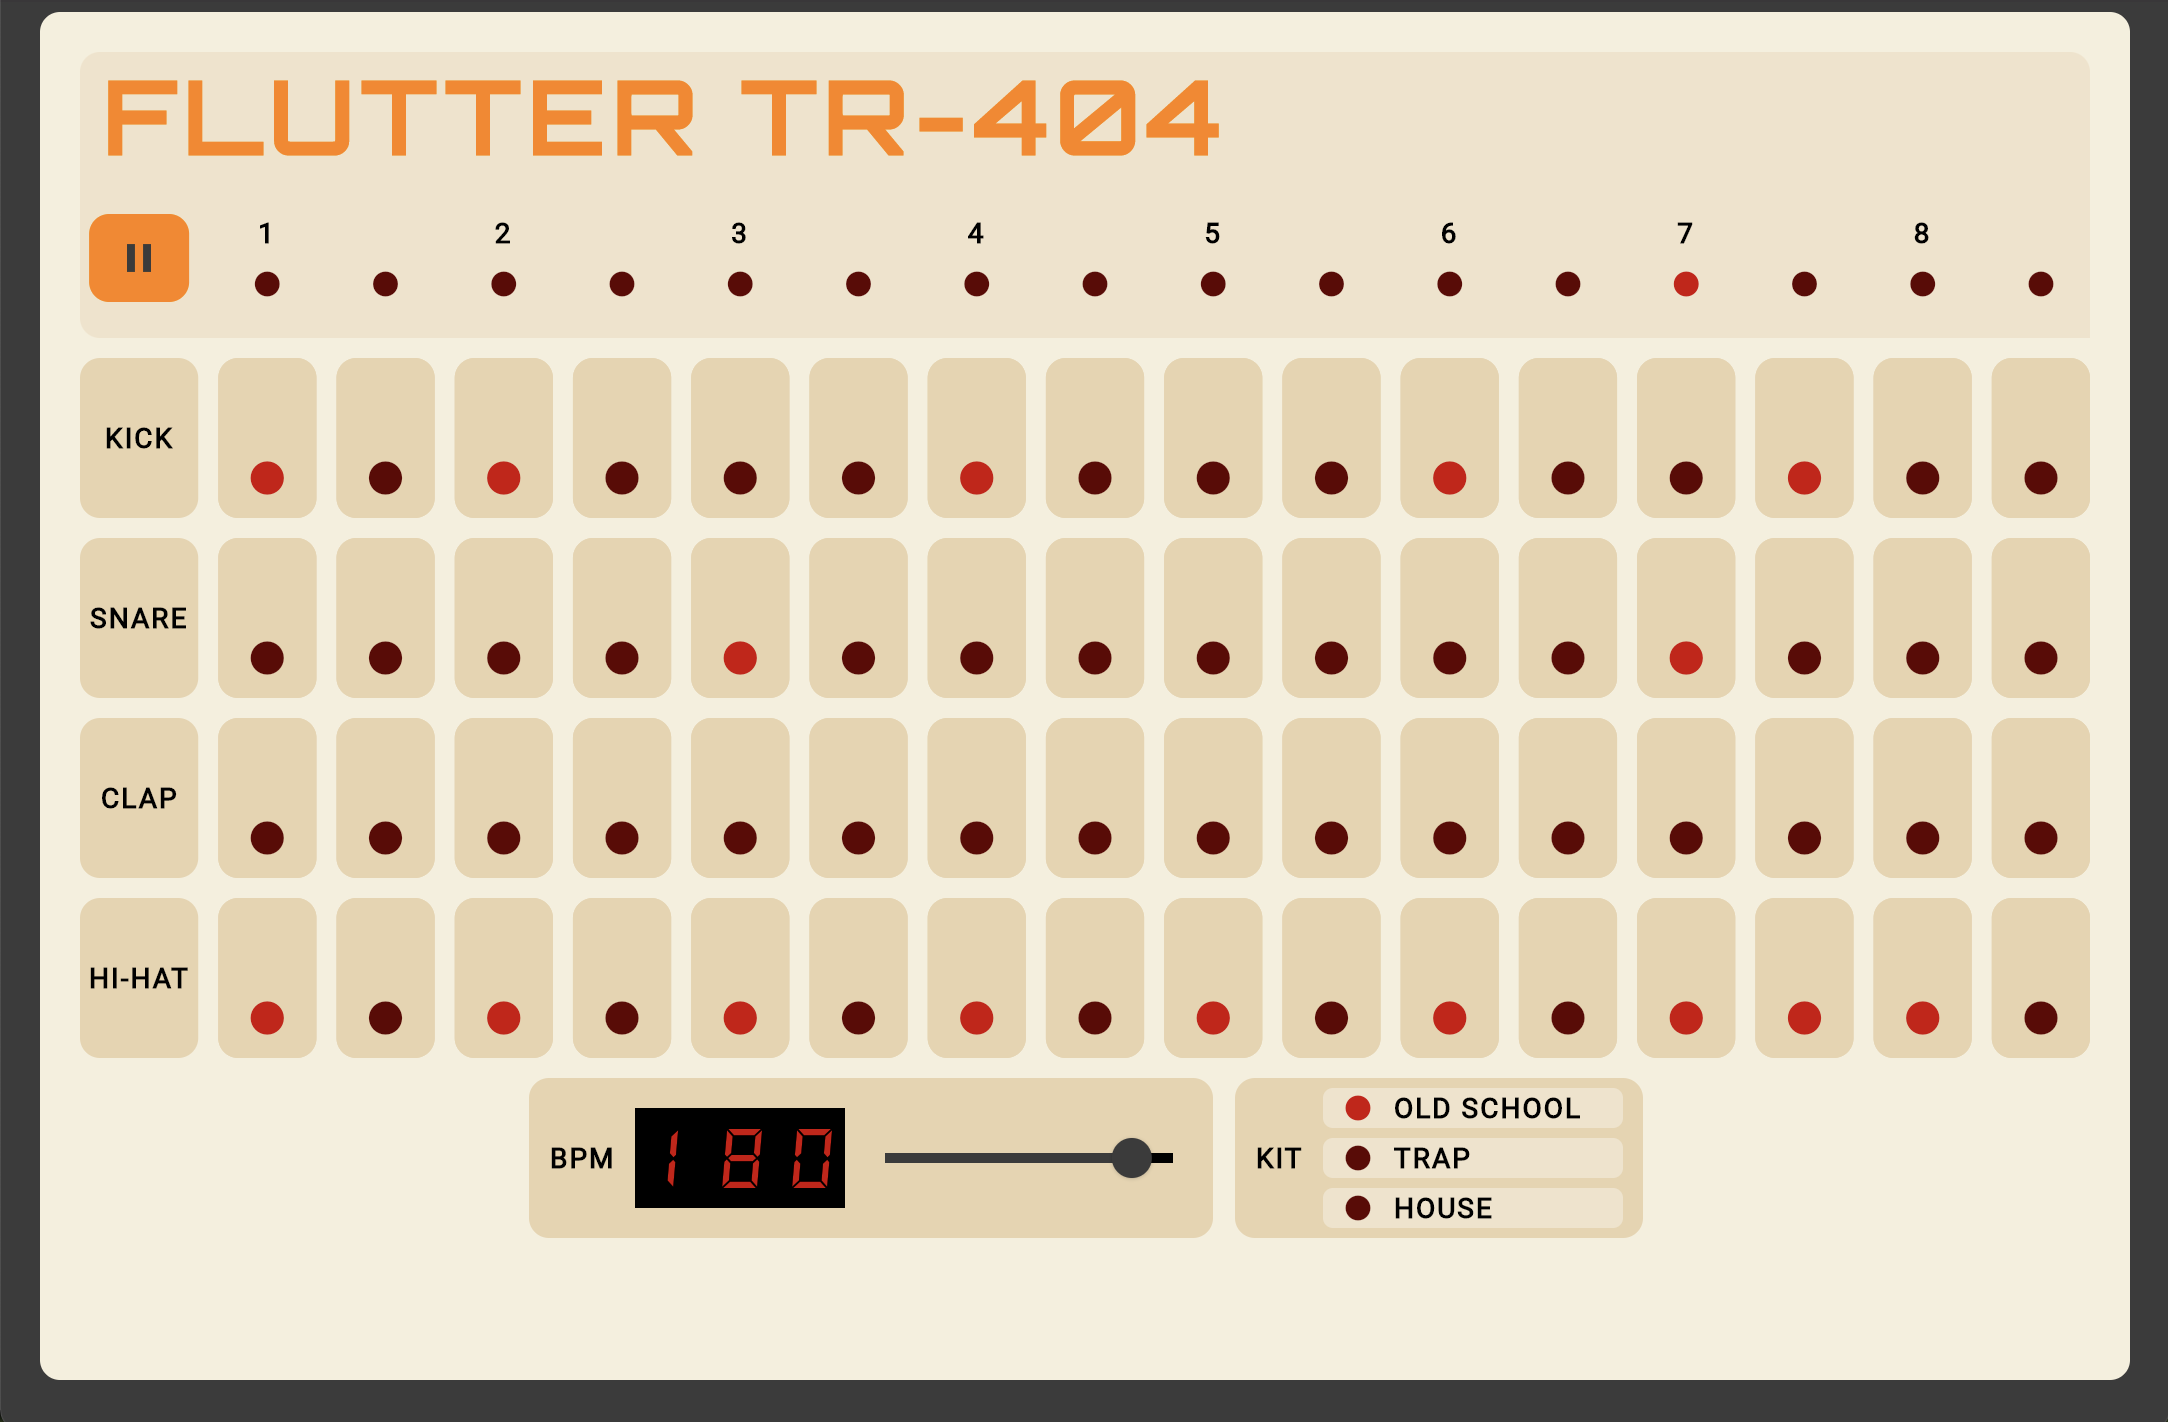 FLUTTER TR-404
1 2 3 4 5 6 7 8
KICK
SNARE
CLAP
HI-HAT
BPM 180
KIT
OLD SCHOOL
TRAP
HOUSE